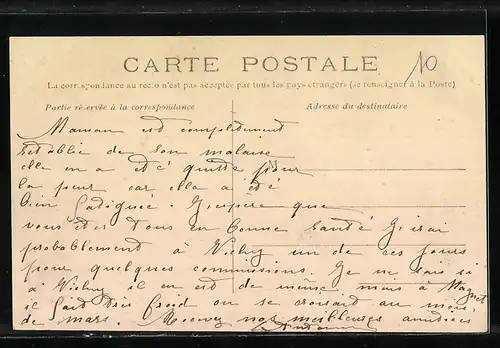 CARTE POSTALE
10
La correspondance au recto n'est pas acceptée par tous les pays étrangers (se renseigner à la Poste)
Partie réservée à la correspondance
Adresse du destinataire
Maman est complètement
rétablie de son malaise
elle en a été quitte pour
la peur car elle a été
bien fatiguée. J'espère que
vous êtes tous en bonne santé J'irai
probablement à Vichy un de ces jours
pour quelques commissions. Je ne sais si
à Vichy il en est de même mais à Magnet
il fait très froid on se croirait au mois
de mars. Recevez nos meilleures amitiés